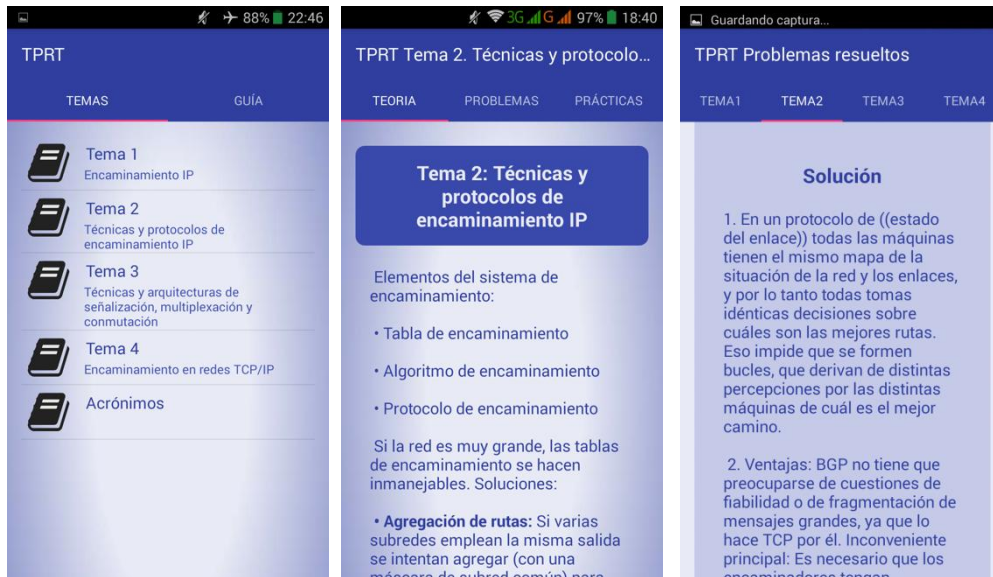 88% 22:46
TPRT
TEMAS GUÍA
Tema 1
Encaminamiento IP
Tema 2
Técnicas y protocolos de
encaminamiento IP
Tema 3
Técnicas y arquitecturas de
señalización, multiplexación y
conmutación
Tema 4
Encaminamiento en redes TCP/IP
Acrónimos
3G G 97% 18:40
TPRT Tema 2. Técnicas y protocolo...
TEORIA PROBLEMAS PRÁCTICAS
Tema 2: Técnicas y
protocolos de
encaminamiento IP
Elementos del sistema de
encaminamiento:
• Tabla de encaminamiento
• Algoritmo de encaminamiento
• Protocolo de encaminamiento
Si la red es muy grande, las tablas
de encaminamiento se hacen
inmanejables. Soluciones:
• Agregación de rutas: Si varias
subredes emplean la misma salida
se intentan agregar (con una
máscara de subred común) para
Guardando captura...
TPRT Problemas resueltos
TEMA1 TEMA2 TEMA3 TEMA4
Solución
1. En un protocolo de ((estado
del enlace)) todas las máquinas
tienen el mismo mapa de la
situación de la red y los enlaces,
y por lo tanto todas tomas
idénticas decisiones sobre
cuáles son las mejores rutas.
Eso impide que se formen
bucles, que derivan de distintas
percepciones por las distintas
máquinas de cuál es el mejor
camino.
2. Ventajas: BGP no tiene que
preocuparse de cuestiones de
fiabilidad o de fragmentación de
mensajes grandes, ya que lo
hace TCP por él. Inconveniente
principal: Es necesario que los
encaminadores tengan